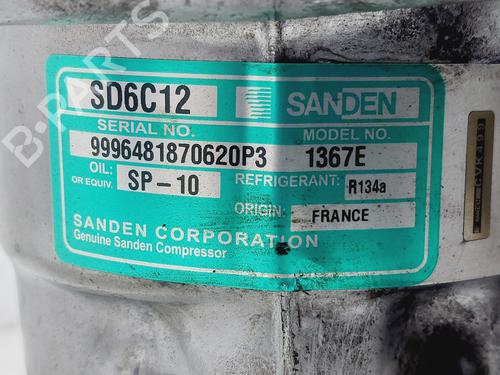 SD6C12
SANDEN
SERIAL NO.
MODEL NO.
9996481870620P3
1367E
OIL:
OR EQUIV.
SP-10
REFRIGERANT:
R134a
ORIGIN:
FRANCE
SANDEN CORPORATION
Genuine Sanden Compressor
B-PARTS